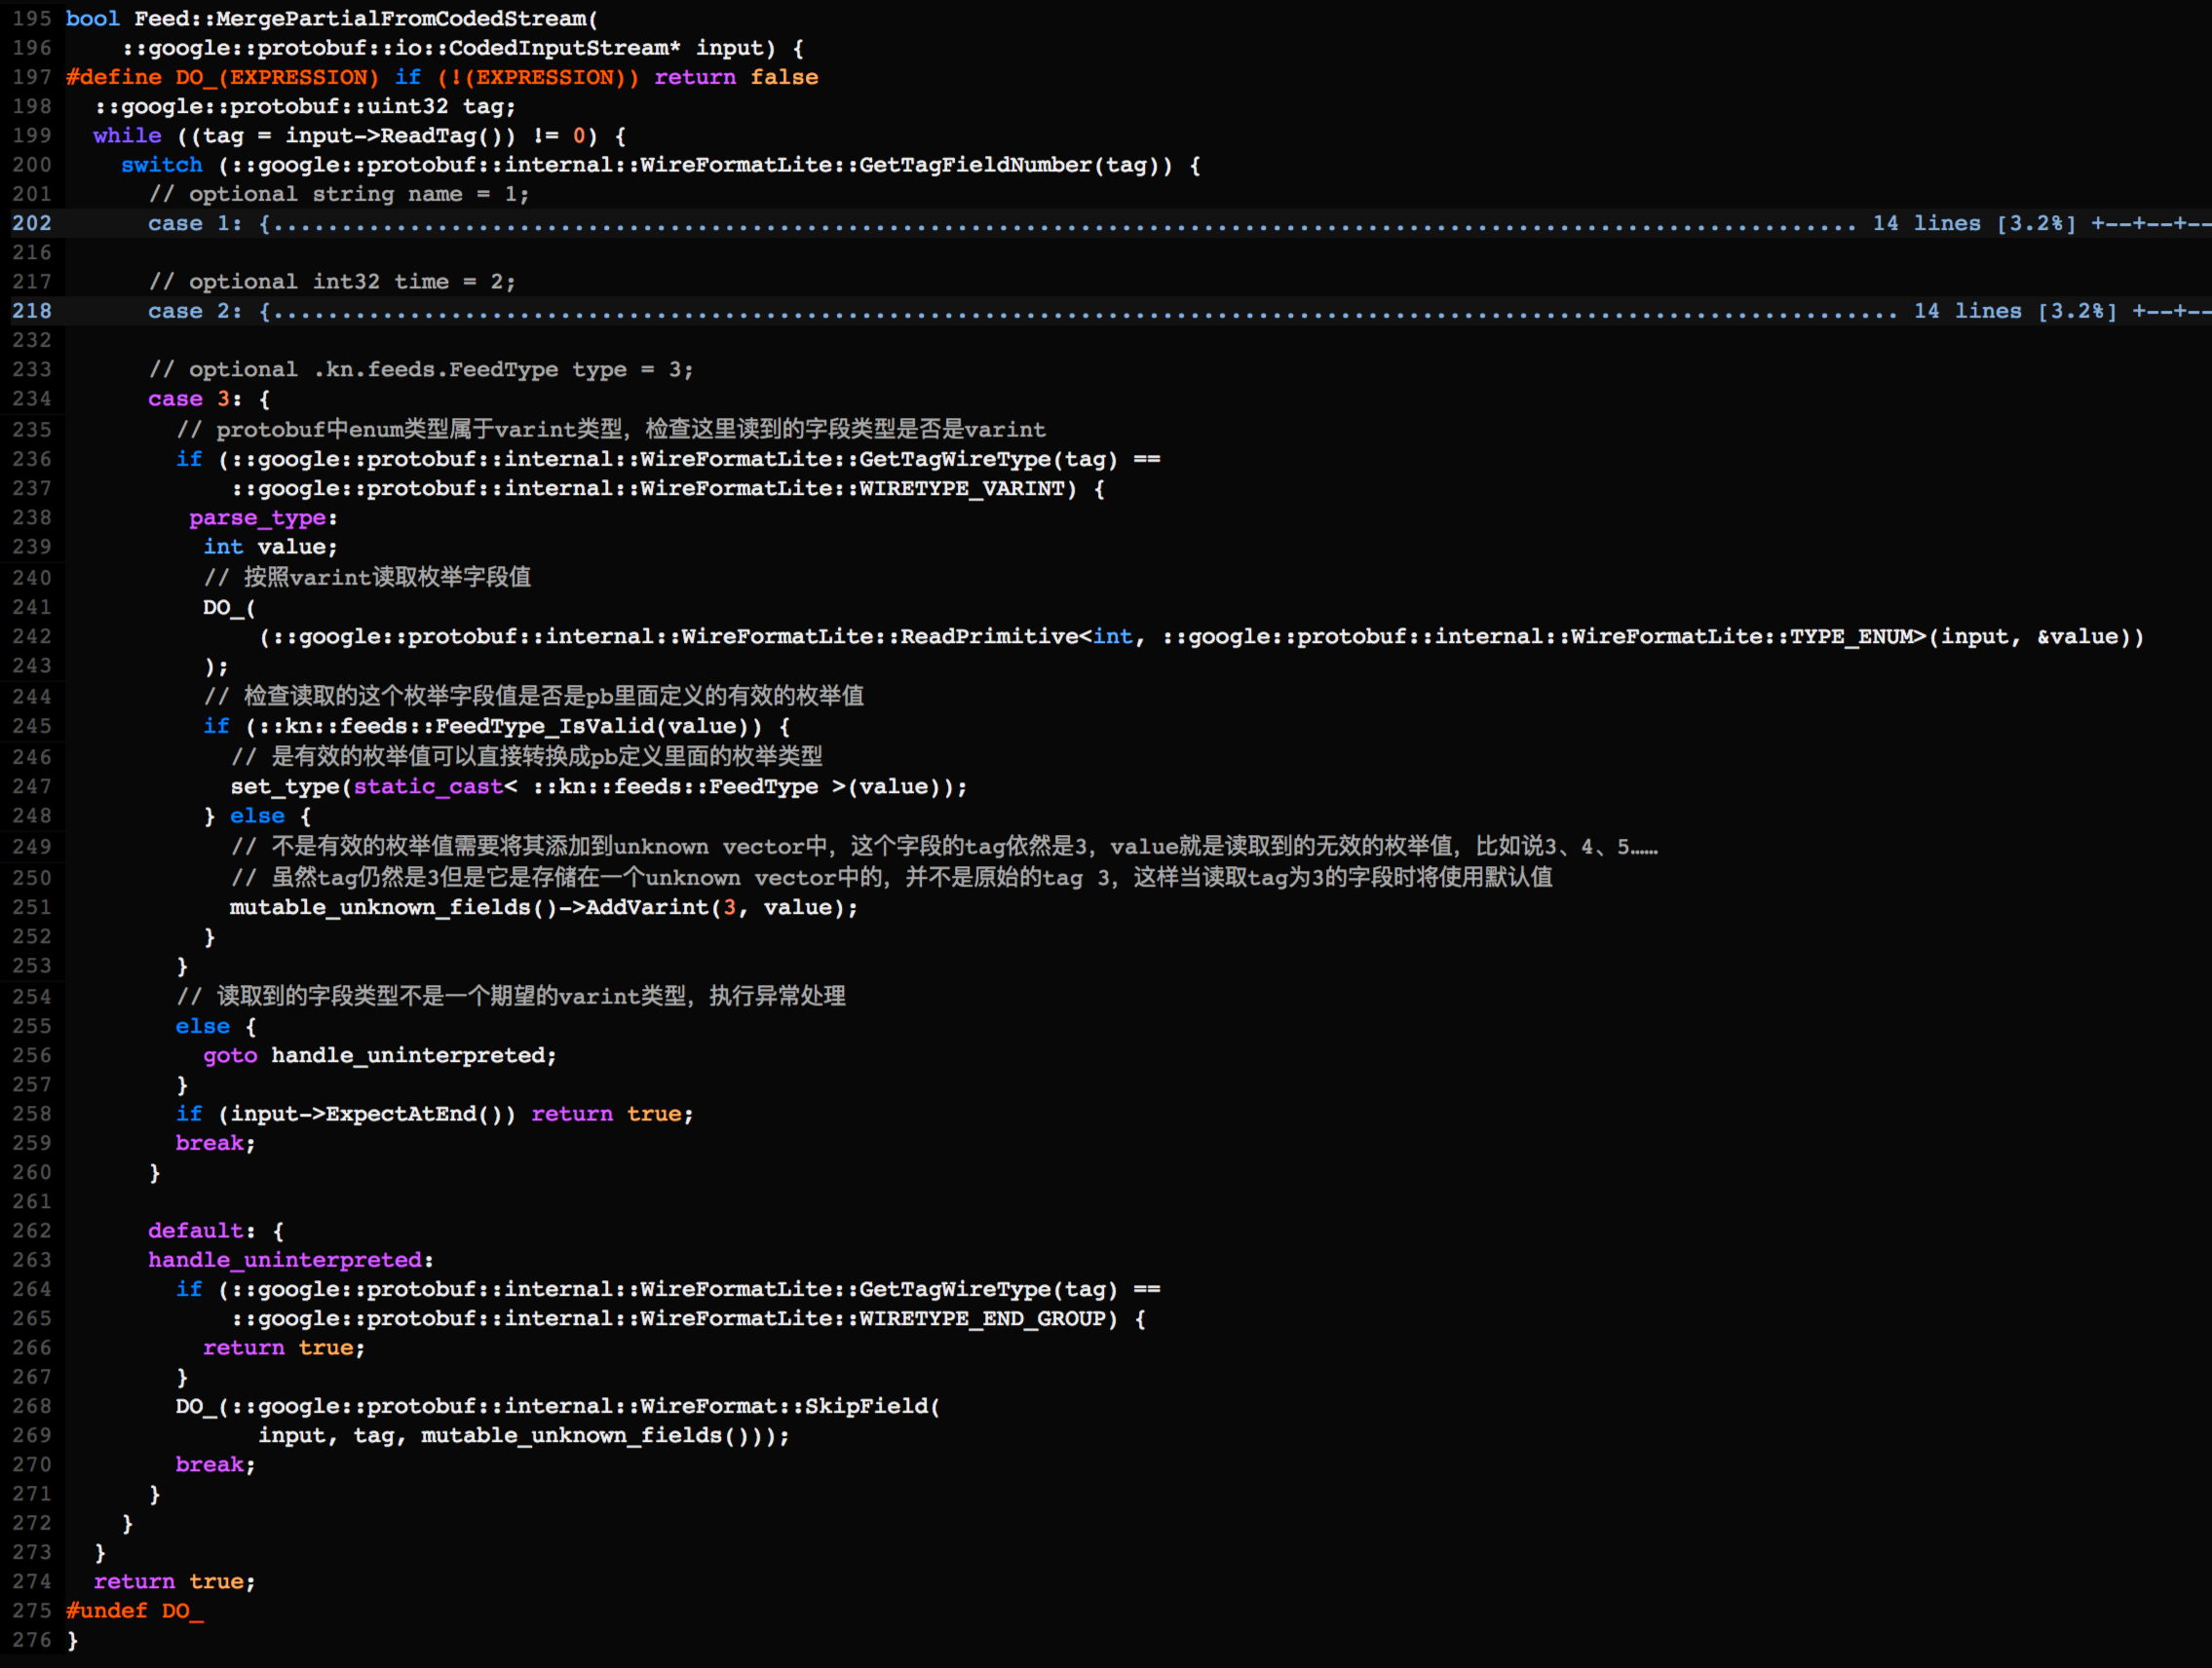 195 bool Feed::MergePartialFromCodedStream(
196     ::google::protobuf::io::CodedInputStream* input) {
197 #define DO_(EXPRESSION) if (!(EXPRESSION)) return false
198   ::google::protobuf::uint32 tag;
199   while ((tag = input->ReadTag()) != 0) {
200     switch (::google::protobuf::internal::WireFormatLite::GetTagFieldNumber(tag)) {
201       // optional string name = 1;
202       case 1: {.................................................................................................................... 14 lines [3.2%] +--+--+--
216
217       // optional int32 time = 2;
218       case 2: {....................................................................................................................... 14 lines [3.2%] +--+--
232
233       // optional .kn.feeds.FeedType type = 3;
234       case 3: {
235         // protobuf中enum类型属于varint类型，检查这里读到的字段类型是否是varint
236         if (::google::protobuf::internal::WireFormatLite::GetTagWireType(tag) ==
237             ::google::protobuf::internal::WireFormatLite::WIRETYPE_VARINT) {
238          parse_type:
239           int value;
240           // 按照varint读取枚举字段值
241           DO_(
242               (::google::protobuf::internal::WireFormatLite::ReadPrimitive<int, ::google::protobuf::internal::WireFormatLite::TYPE_ENUM>(input, &value))
243           );
244           // 检查读取的这个枚举字段值是否是pb里面定义的有效的枚举值
245           if (::kn::feeds::FeedType_IsValid(value)) {
246             // 是有效的枚举值可以直接转换成pb定义里面的枚举类型
247             set_type(static_cast< ::kn::feeds::FeedType >(value));
248           } else {
249             // 不是有效的枚举值需要将其添加到unknown vector中，这个字段的tag依然是3，value就是读取到的无效的枚举值，比如说3、4、5……
250             // 虽然tag仍然是3但是它是存储在一个unknown vector中的，并不是原始的tag 3，这样当读取tag为3的字段时将使用默认值
251             mutable_unknown_fields()->AddVarint(3, value);
252           }
253         }
254         // 读取到的字段类型不是一个期望的varint类型，执行异常处理
255         else {
256           goto handle_uninterpreted;
257         }
258         if (input->ExpectAtEnd()) return true;
259         break;
260       }
261
262       default: {
263       handle_uninterpreted:
264         if (::google::protobuf::internal::WireFormatLite::GetTagWireType(tag) ==
265             ::google::protobuf::internal::WireFormatLite::WIRETYPE_END_GROUP) {
266           return true;
267         }
268         DO_(::google::protobuf::internal::WireFormat::SkipField(
269               input, tag, mutable_unknown_fields()));
270         break;
271       }
272     }
273   }
274   return true;
275 #undef DO_
276 }